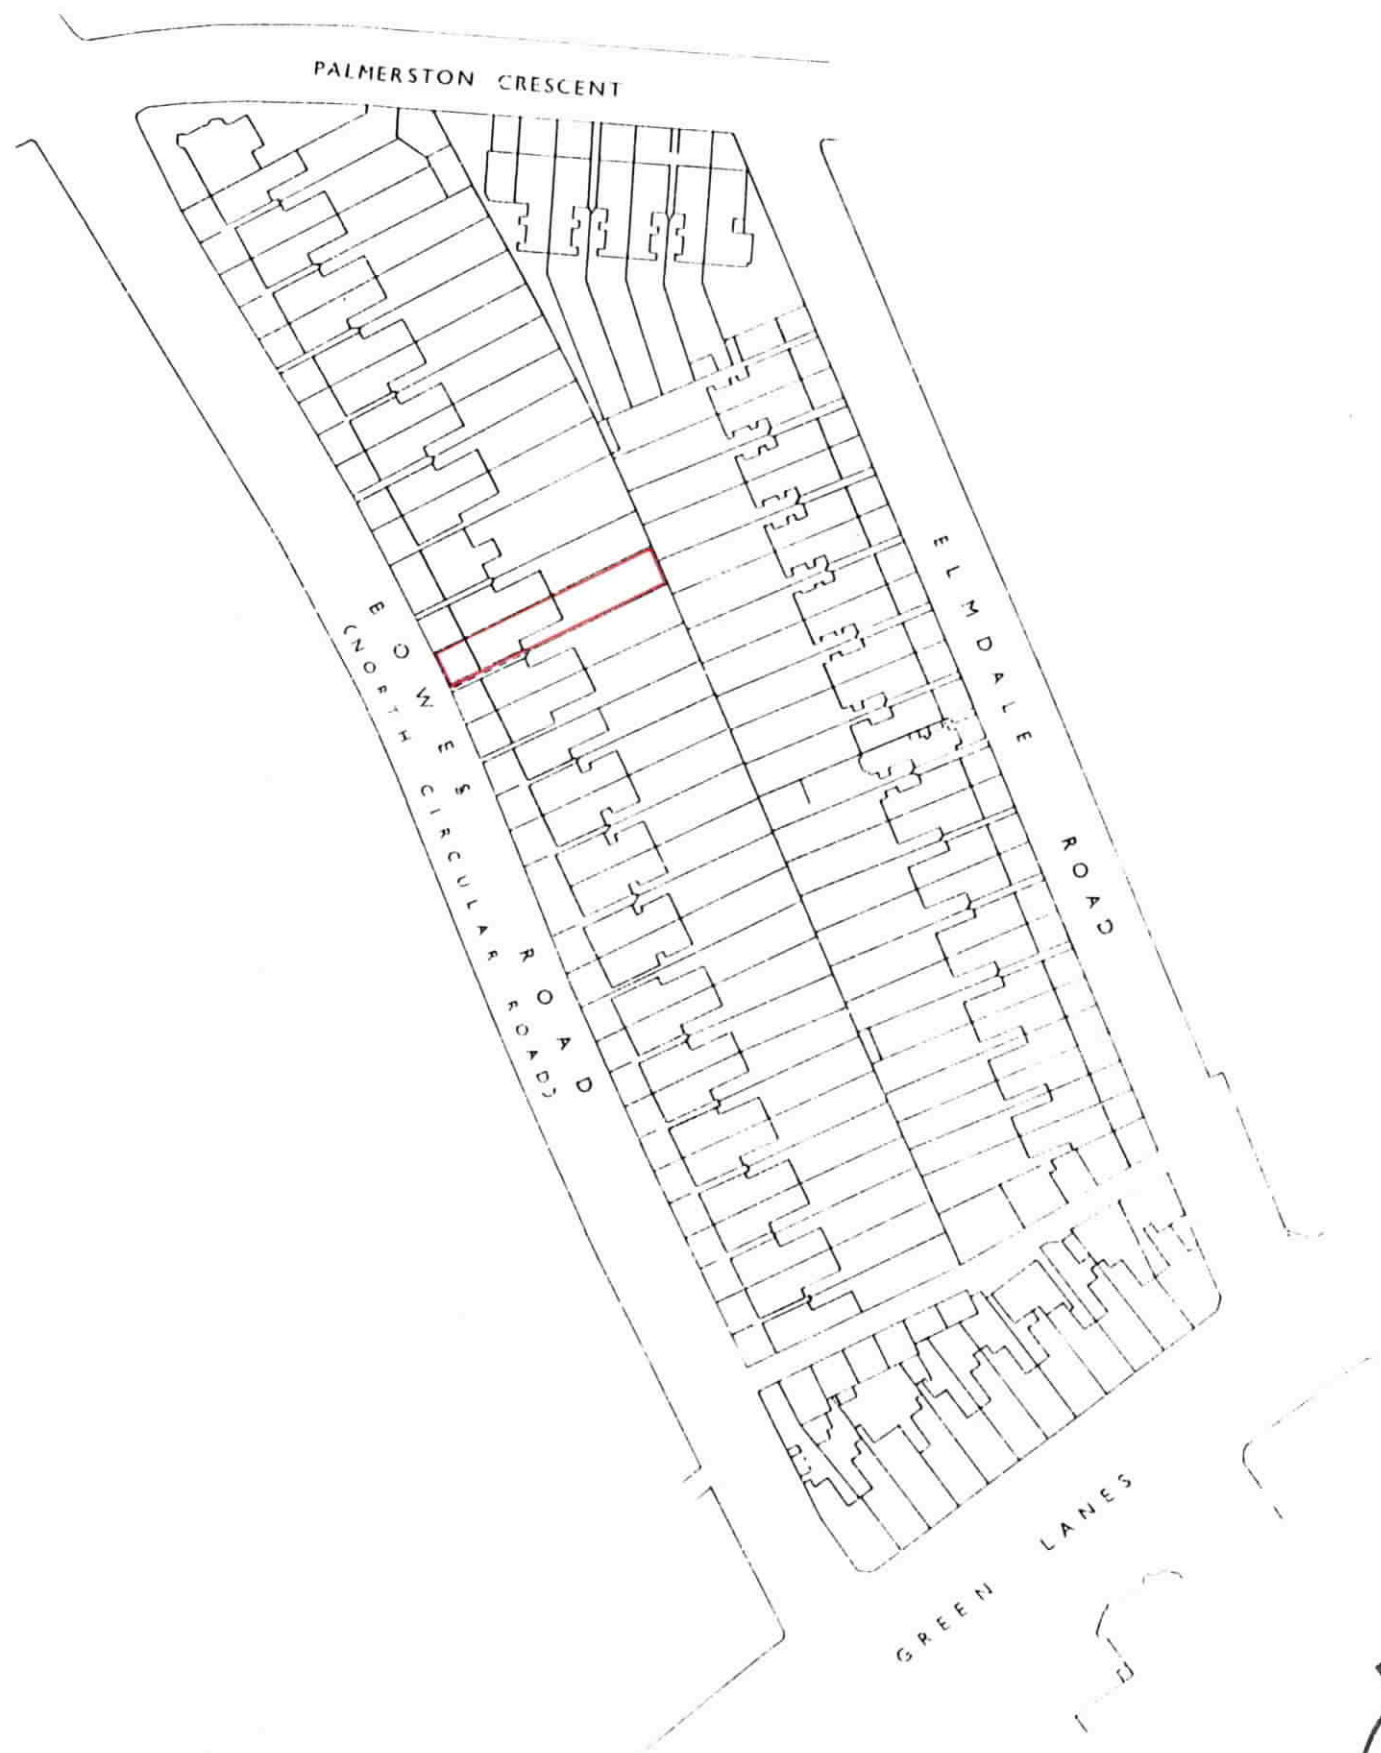 PALMERSTON CRESCENT
BOWES ROAD
(NORTH CIRCULAR ROAD)
ELMDALE ROAD
GREEN LANES